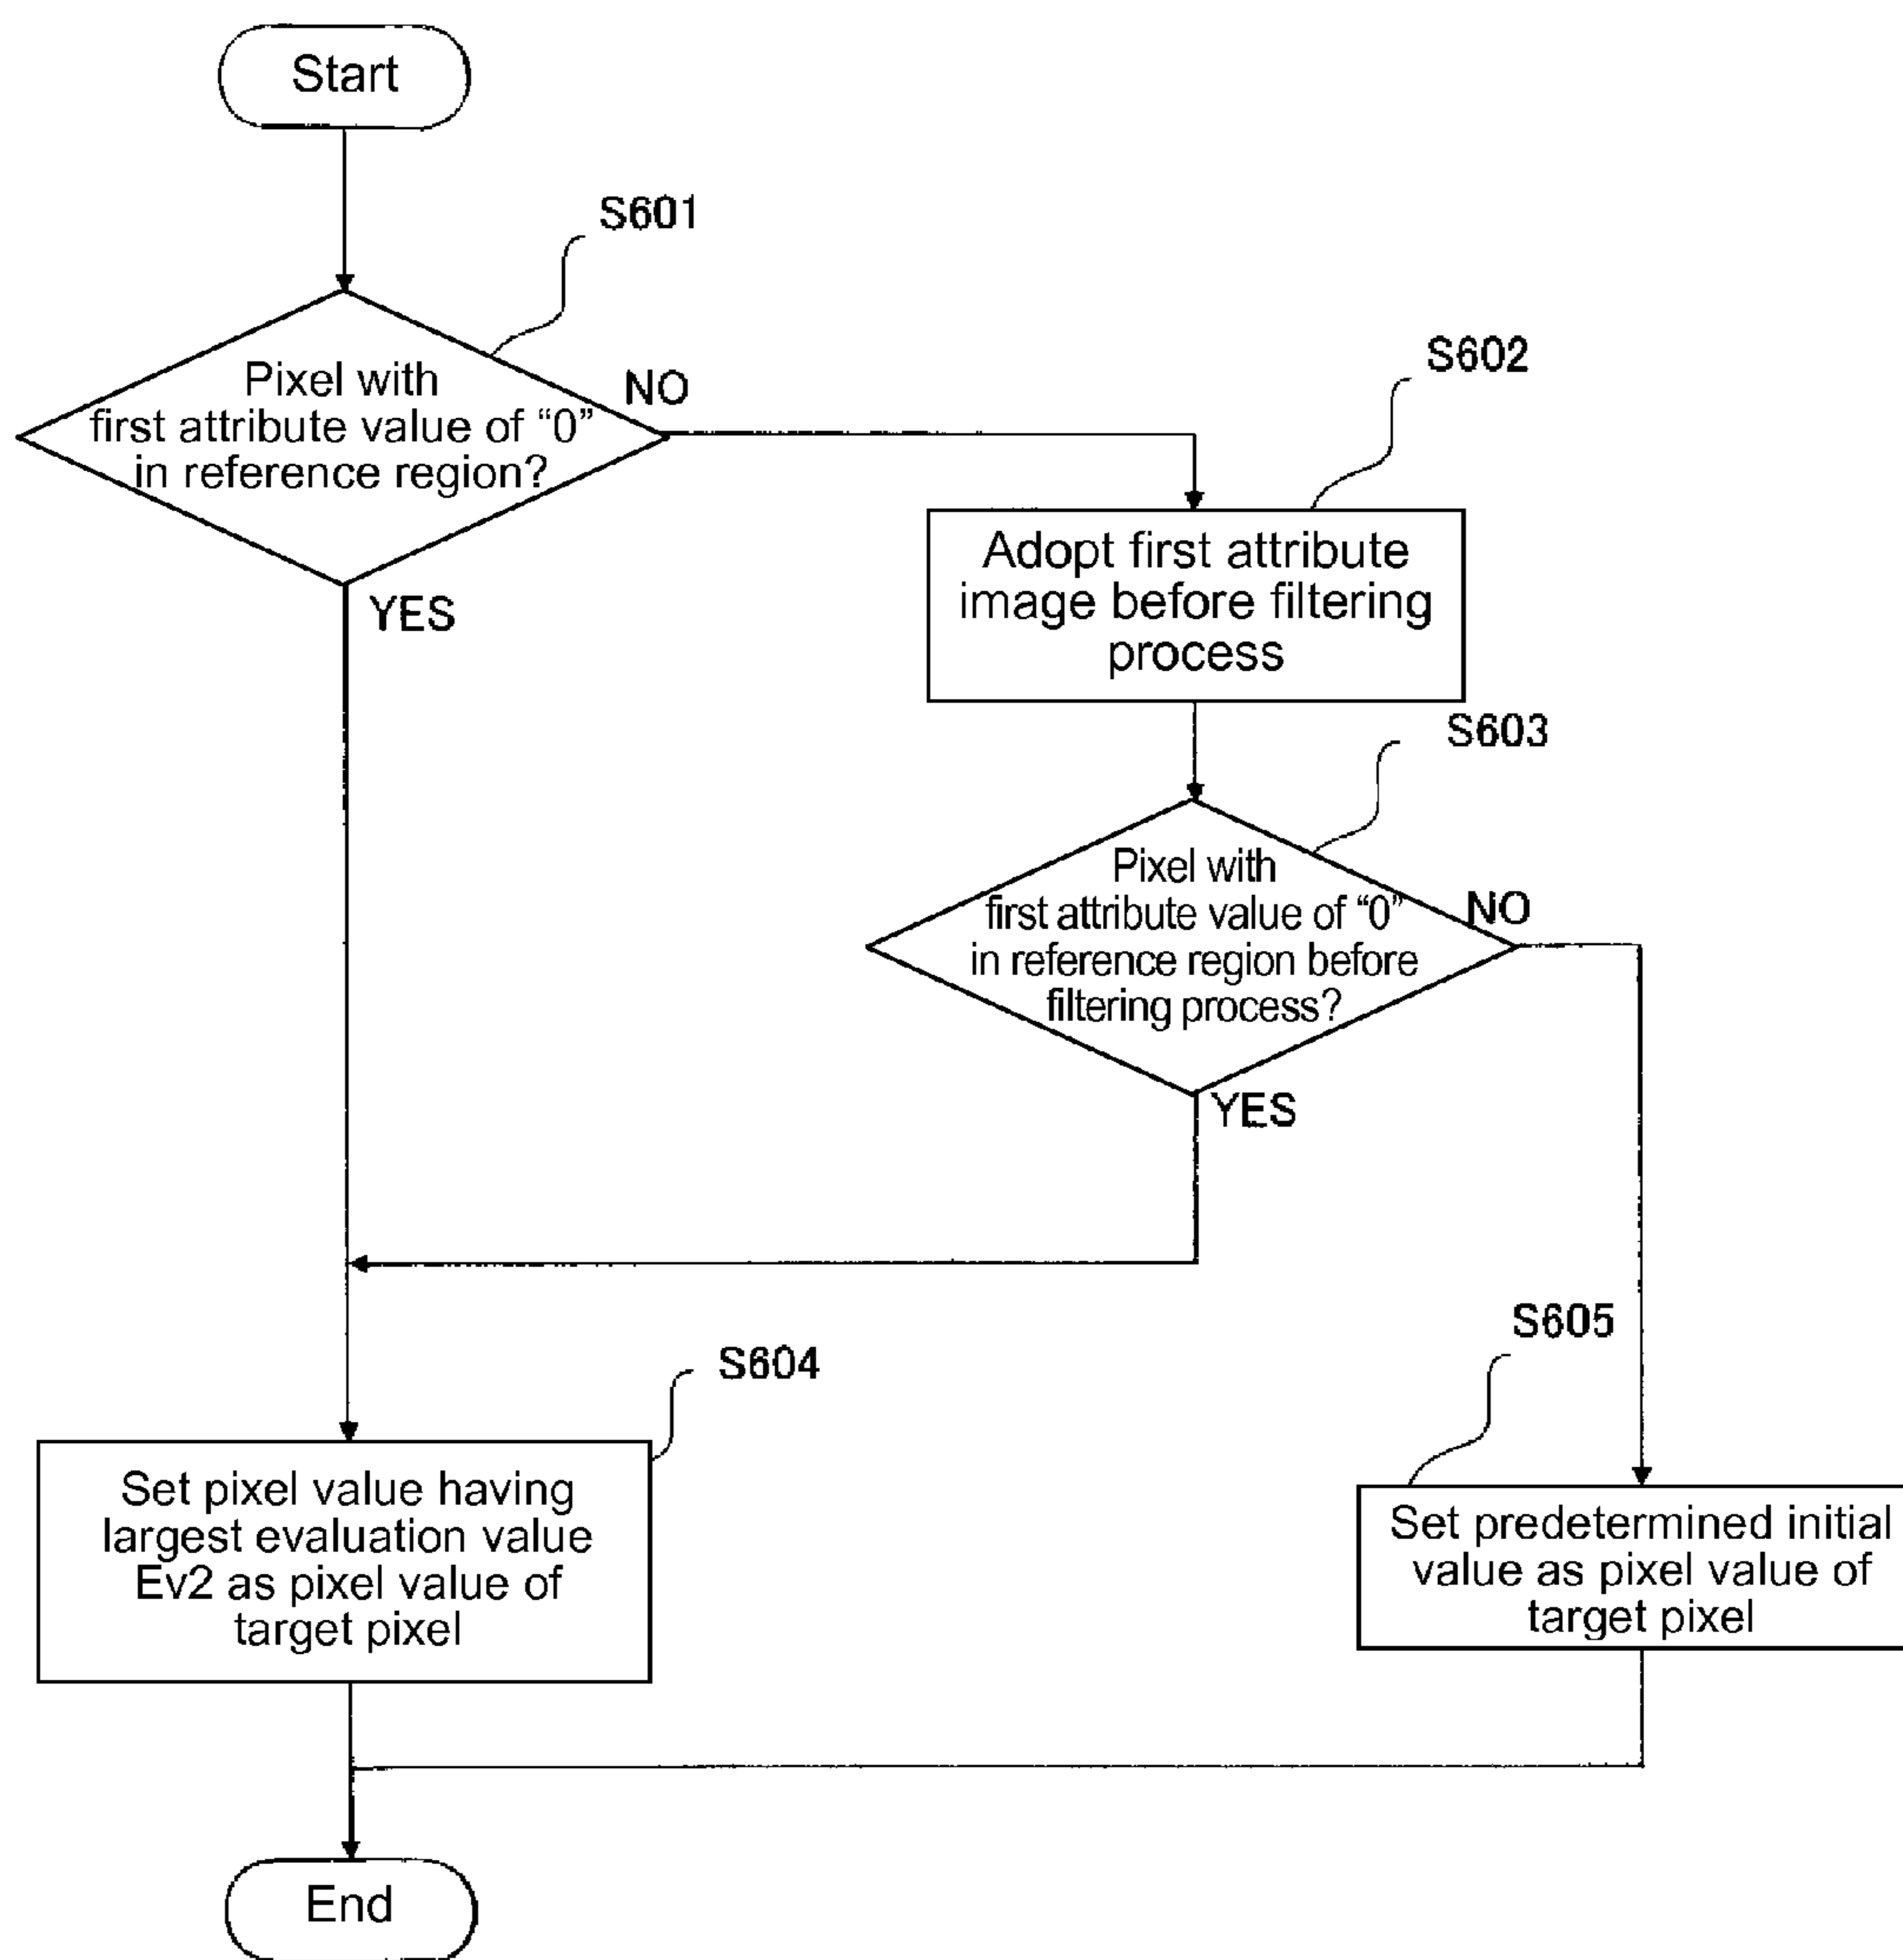 Start
S601
Pixel with
first attribute value of “0”
in reference region?
NO
YES
S602
Adopt first attribute
image before filtering
process
S603
Pixel with
first attribute value of “0”
in reference region before
filtering process?
NO
YES
S604
Set pixel value having
largest evaluation value
Ev2 as pixel value of
target pixel
S605
Set predetermined initial
value as pixel value of
target pixel
End